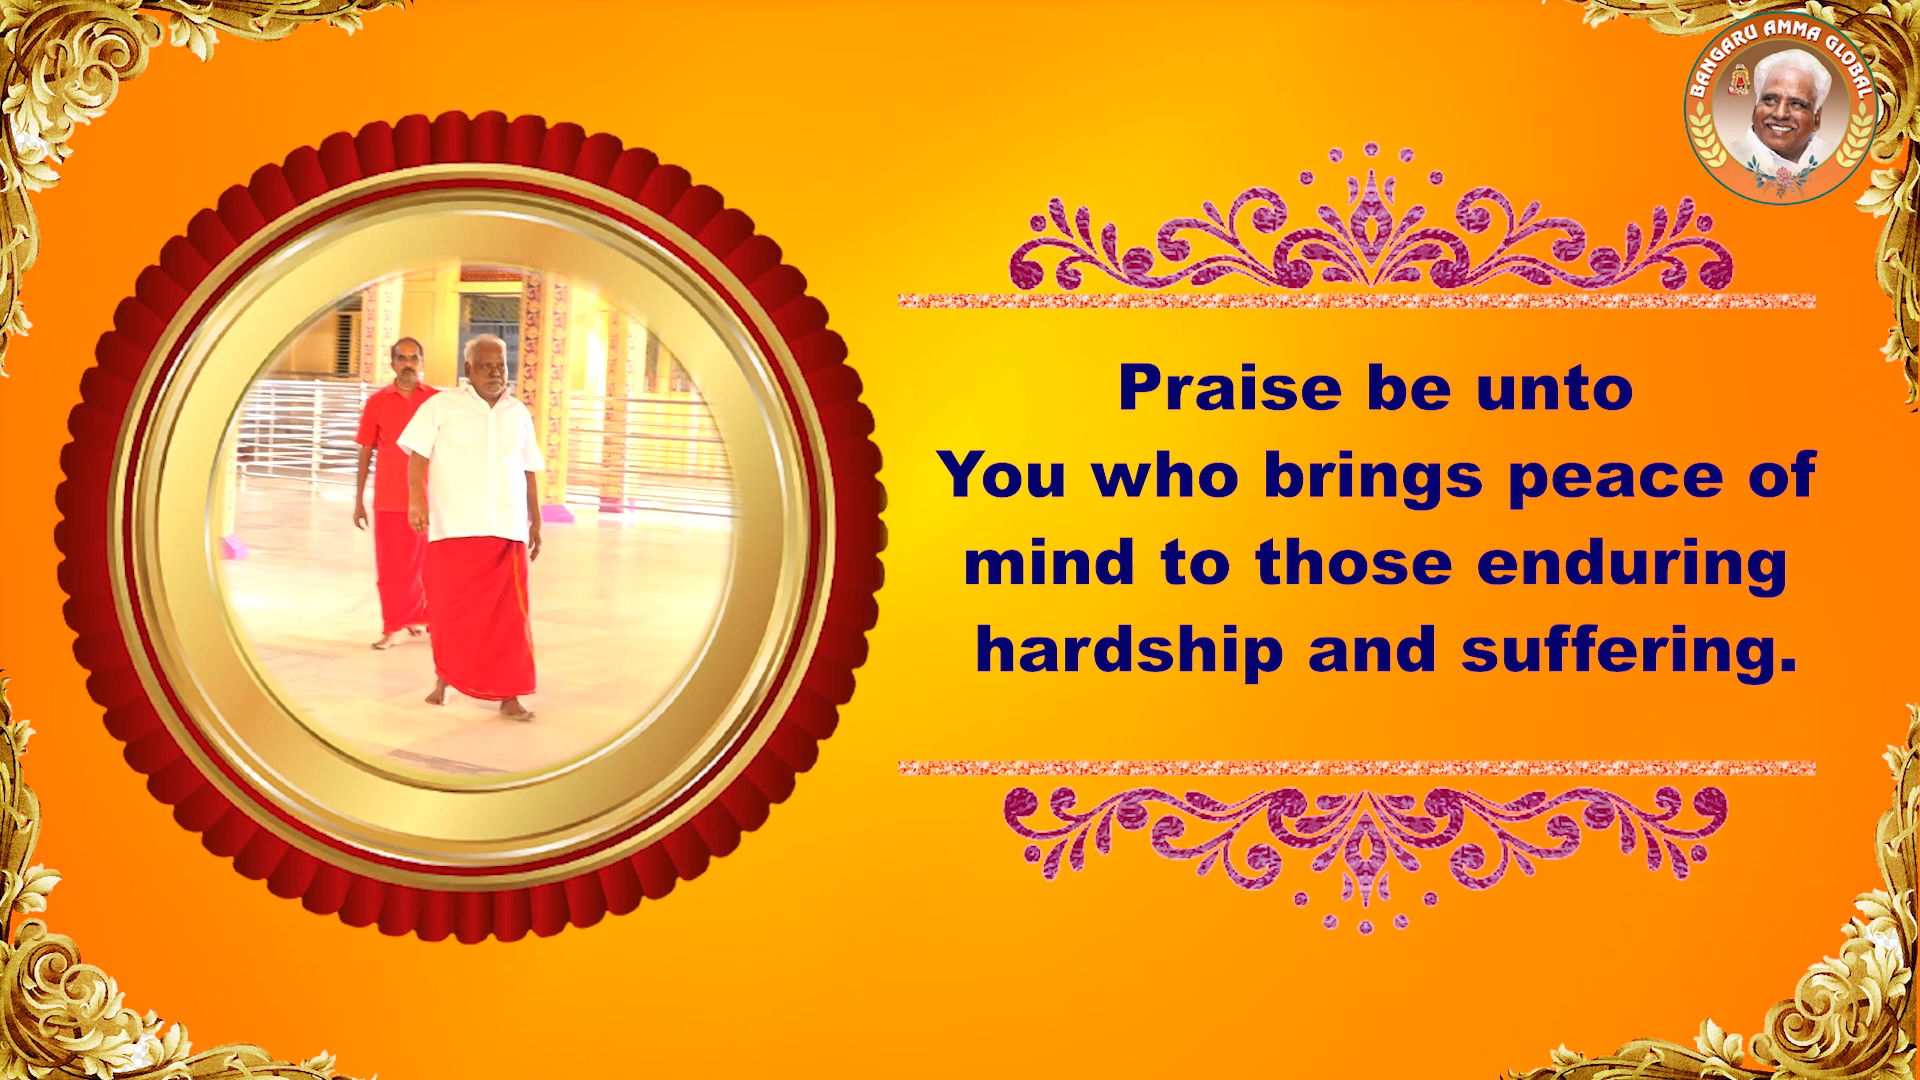 BANGARU AMMA GLOBAL
Praise be unto
You who brings peace of
mind to those enduring
hardship and suffering.